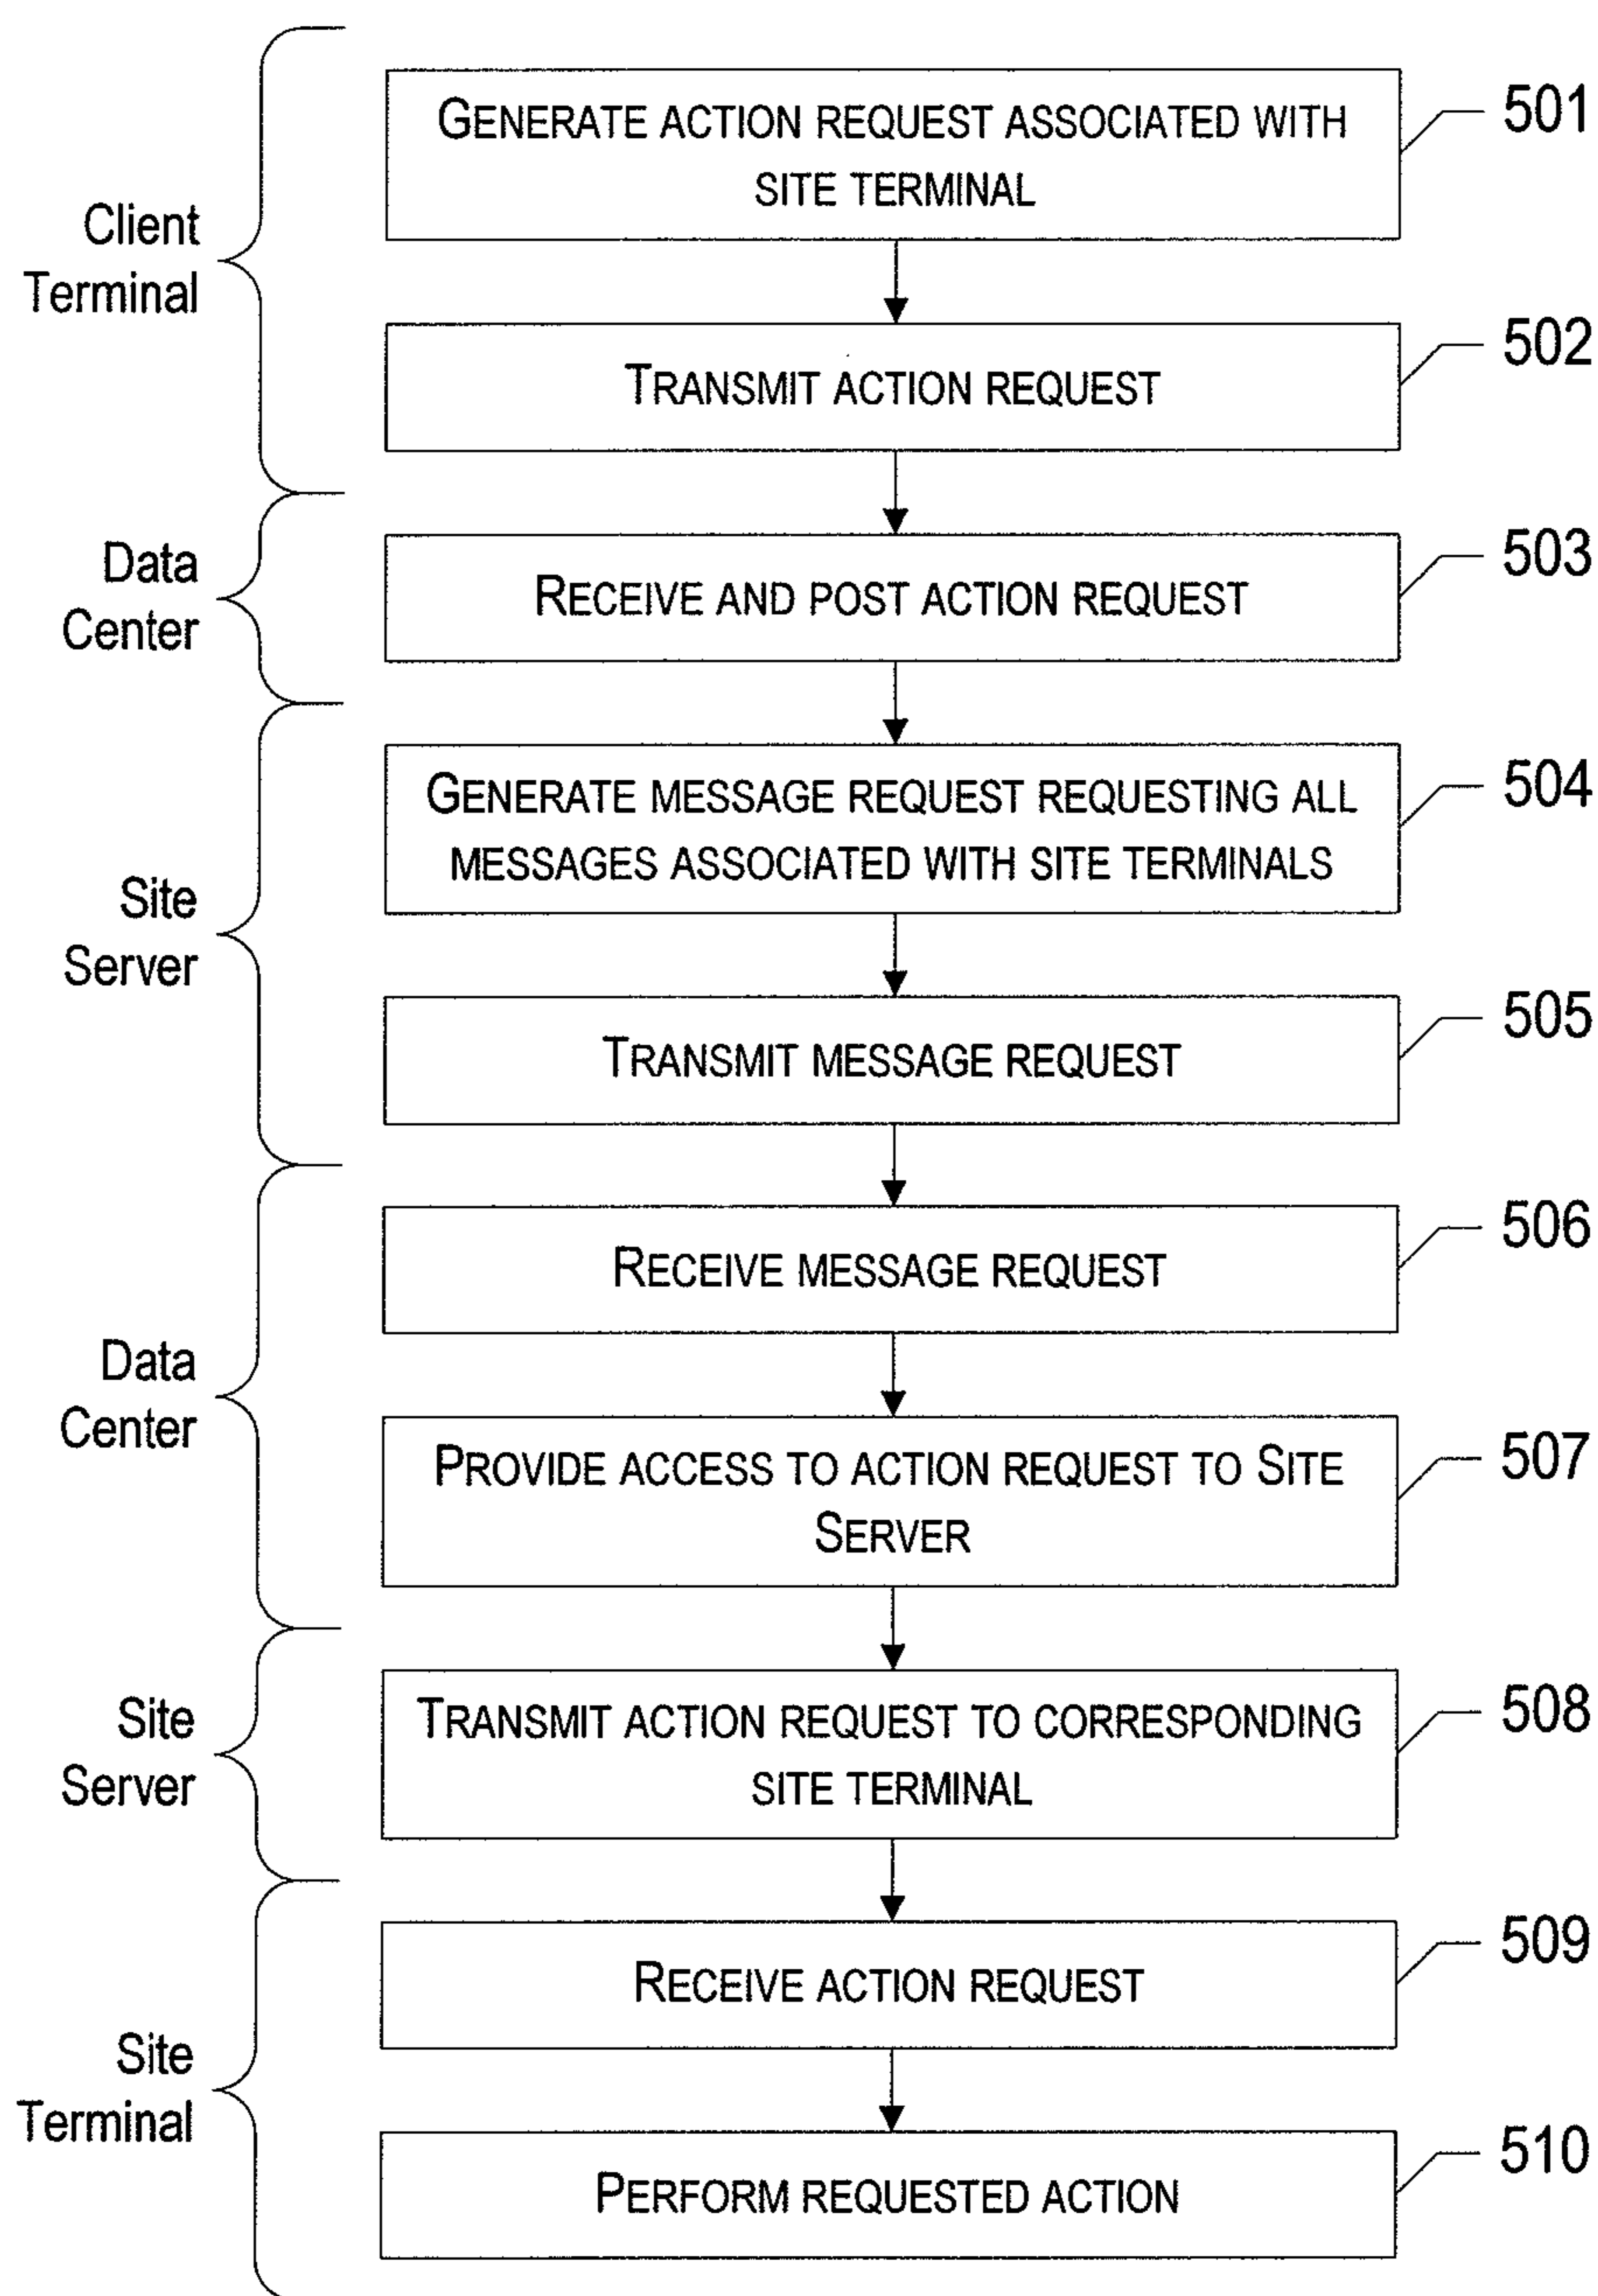 GENERATE ACTION REQUEST ASSOCIATED WITH
SITE TERMINAL
501
Client
Terminal
TRANSMIT ACTION REQUEST
502
Data
Center
RECEIVE AND POST ACTION REQUEST
503
GENERATE MESSAGE REQUEST REQUESTING ALL
MESSAGES ASSOCIATED WITH SITE TERMINALS
504
Site
Server
TRANSMIT MESSAGE REQUEST
505
RECEIVE MESSAGE REQUEST
506
Data
Center
PROVIDE ACCESS TO ACTION REQUEST TO SITE
SERVER
507
Site
Server
TRANSMIT ACTION REQUEST TO CORRESPONDING
SITE TERMINAL
508
RECEIVE ACTION REQUEST
509
Site
Terminal
PERFORM REQUESTED ACTION
510